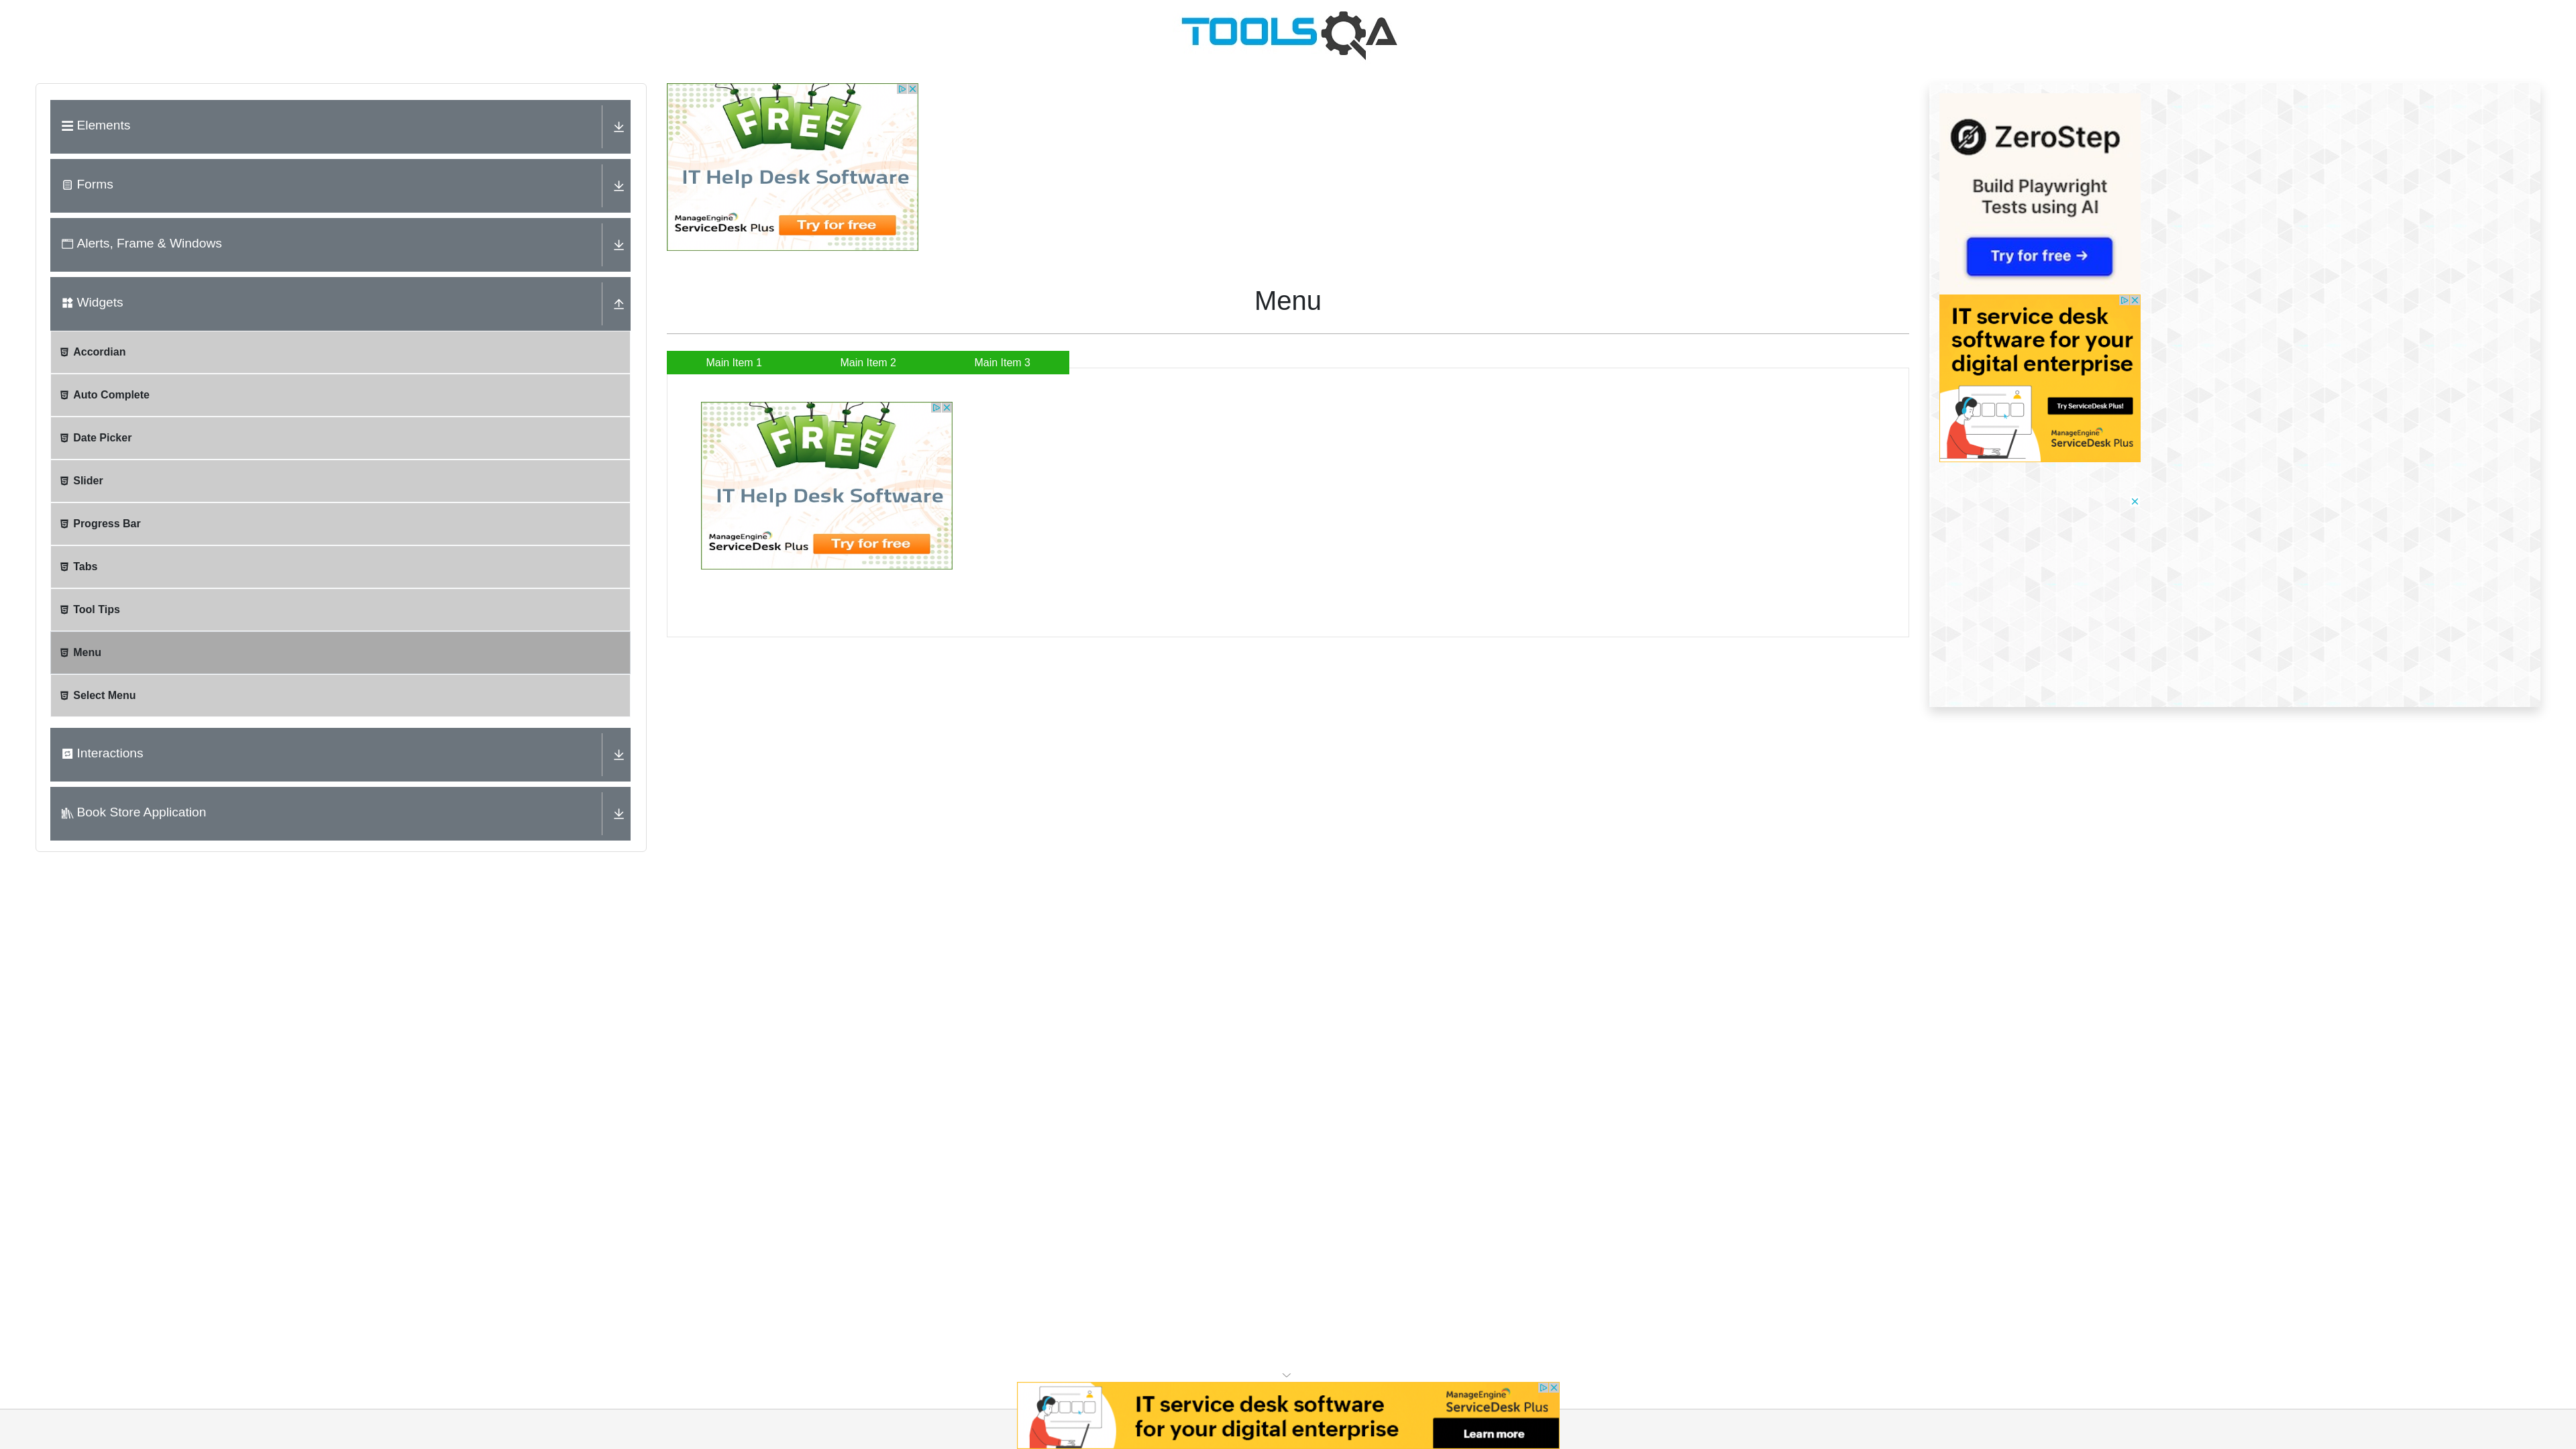 TOOLSQA
Elements
Forms
Alerts, Frame & Windows
Widgets
Accordian
Auto Complete
Date Picker
Slider
Progress Bar
Tabs
Tool Tips
Menu
Select Menu
Interactions
Book Store Application
FREE
IT Help Desk Software
ManageEngine
ServiceDesk Plus
Try for free
Menu
Main Item 1
Main Item 2
Main Item 3
FREE
IT Help Desk Software
ManageEngine
ServiceDesk Plus
Try for free
ZeroStep
Build Playwright
Tests using AI
Try for free →
IT service desk
software for your
digital enterprise
Try ServiceDesk Plus!
ManageEngine
ServiceDesk Plus
IT service desk software
for your digital enterprise
ManageEngine
ServiceDesk Plus
Learn more